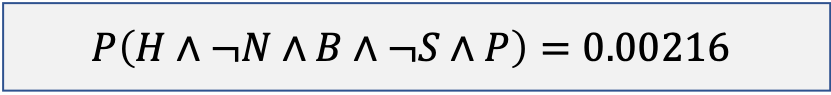 P(H ∧ ¬N ∧ B ∧ ¬S ∧ P) = 0.00216